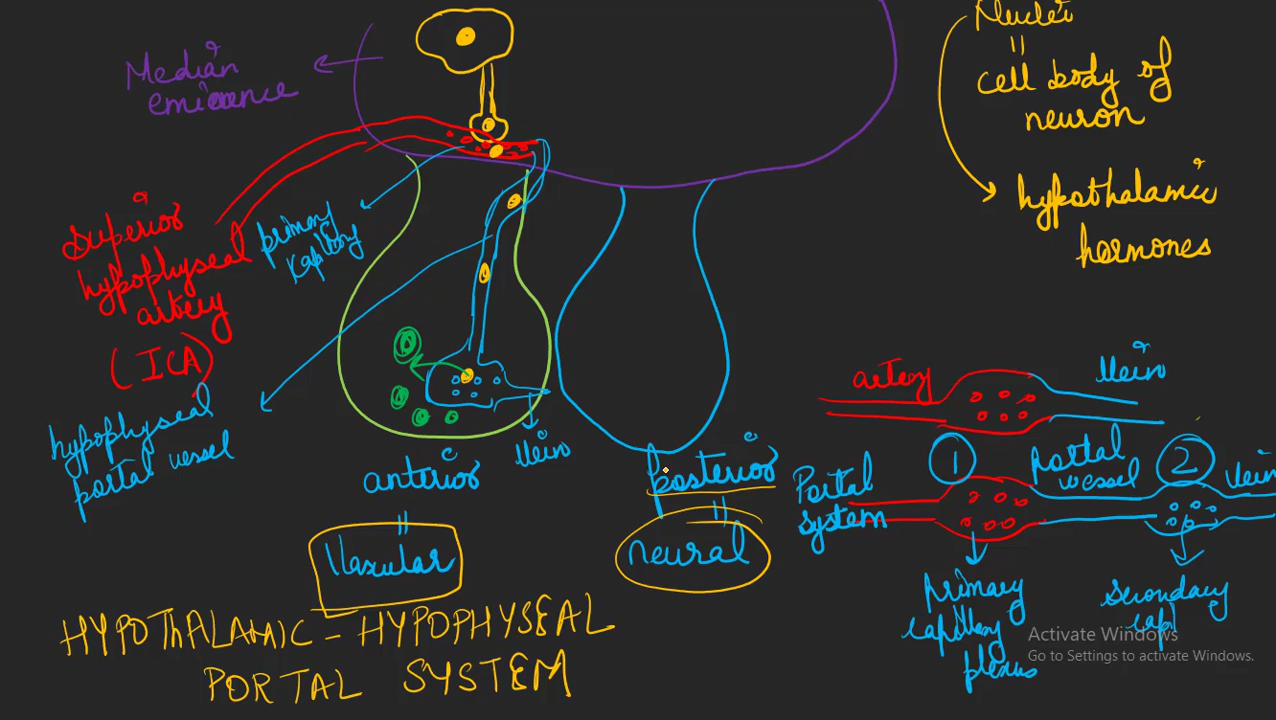 Nuclei
=
cell body of
neuron
hypothalamic
hormones
Median
eminence
Superior
hypophyseal
artery
(ICA)
primary
capillary
hypophyseal
portal vessel
anterior
=
Vascular
Vein
posterior
=
neural
artery
Vein
1
Portal
vessel
2
Vein
Portal
system
primary
capillary
plexus
secondary
capl
HYPOTHALAMIC - HYPOPHYSEAL
PORTAL SYSTEM
Activate Windows
Go to Settings to activate Windows.